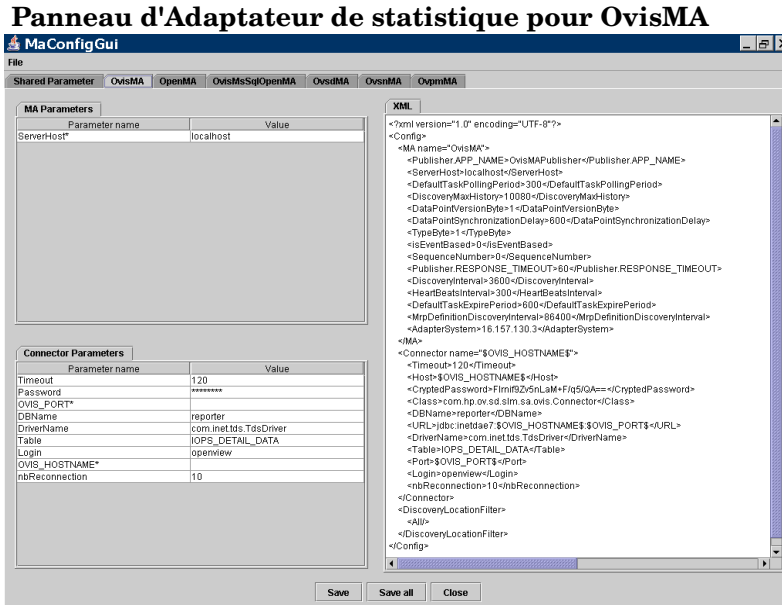 Panneau d'Adaptateur de statistique pour OvisMA
MaConfigGui
File
Shared Parameter OvisMA OpenMA OvisMsSqlOpenMA OvsdMA OvsnMA OvpmMA
MA Parameters
Parameter name Value
ServerHost* localhost
Connector Parameters
Parameter name Value
Timeout 120
Password ********
OVIS_PORT*
DBName reporter
DriverName com.inet.tds.TdsDriver
Table IOPS_DETAIL_DATA
Login openview
OVIS_HOSTNAME*
nbReconnection 10
XML
<?xml version="1.0" encoding="UTF-8"?>
<Config>
<MA name="OvisMA">
<Publisher.APP_NAME>OvisMAPublisher</Publisher.APP_NAME>
<ServerHost>localhost</ServerHost>
<DefaultTaskPollingPeriod>300</DefaultTaskPollingPeriod>
<DiscoveryMaxHistory>10080</DiscoveryMaxHistory>
<DataPointVersionByte>1</DataPointVersionByte>
<DataPointSynchronizationDelay>600</DataPointSynchronizationDelay>
<TypeByte>1</TypeByte>
<isEventBased>0</isEventBased>
<SequenceNumber>0</SequenceNumber>
<Publisher.RESPONSE_TIMEOUT>60</Publisher.RESPONSE_TIMEOUT>
<DiscoveryInterval>3600</DiscoveryInterval>
<HeartBeatsInterval>300</HeartBeatsInterval>
<DefaultTaskExpirePeriod>600</DefaultTaskExpirePeriod>
<MrpDefinitionDiscoveryInterval>86400</MrpDefinitionDiscoveryInterval>
<AdapterSystem>16.157.130.3</AdapterSystem>
</MA>
<Connector name="$OVIS_HOSTNAME$">
<Timeout>120</Timeout>
<Host>$OVIS_HOSTNAME$</Host>
<CryptedPassword>FIrnif9Zv5nLaM+F/q5/QA==</CryptedPassword>
<Class>com.hp.ov.sd.slm.sa.ovis.Connector</Class>
<DBName>reporter</DBName>
<URL>jdbc:inetdae7:$OVIS_HOSTNAME$:$OVIS_PORT$</URL>
<DriverName>com.inet.tds.TdsDriver</DriverName>
<Table>IOPS_DETAIL_DATA</Table>
<Port>$OVIS_PORT$</Port>
<Login>openview</Login>
<nbReconnection>10</nbReconnection>
</Connector>
<DiscoveryLocationFilter>
<All/>
</DiscoveryLocationFilter>
</Config>
Save Save all Close